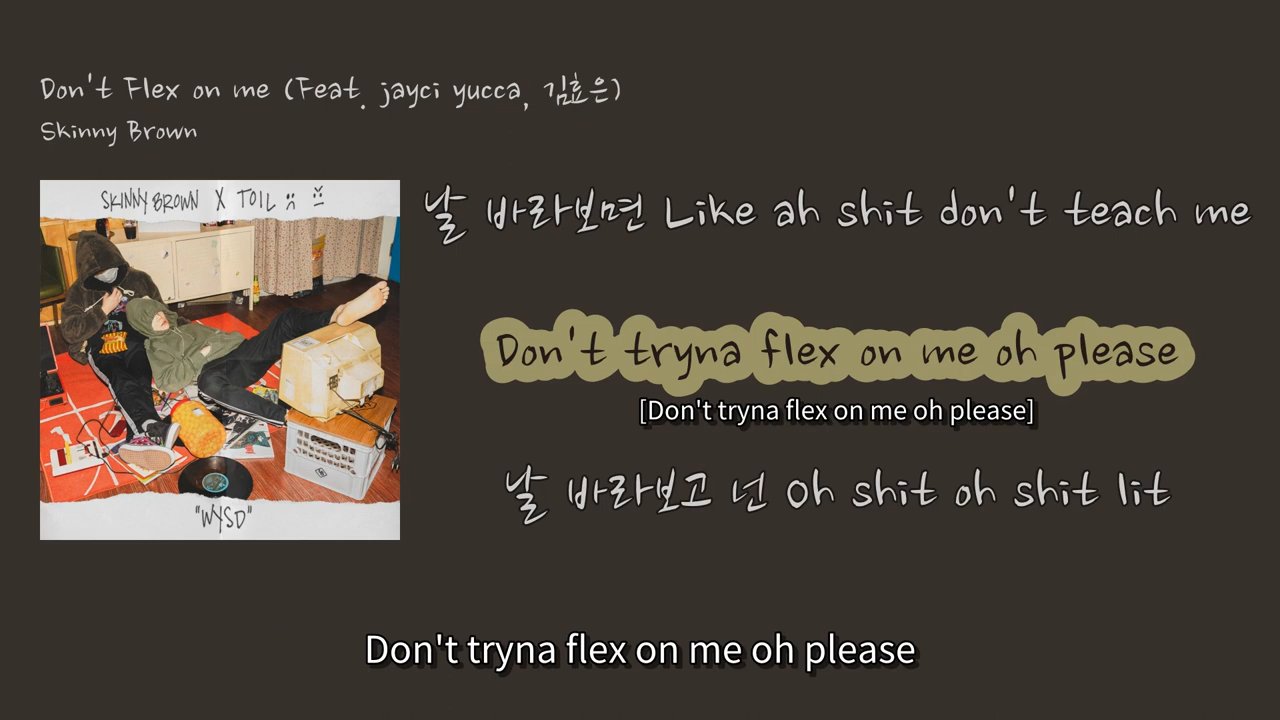 Don't Flex on me (Feat. jayci yucca, 김효은)
Skinny Brown
SKINNY BROWN X TOIL
"WYSD"
날 바라보면 Like ah shit don't teach me
Don't tryna flex on me oh please
[Don't tryna flex on me oh please]
날 바라보고 넌 Oh shit oh shit lit
Don't tryna flex on me oh please